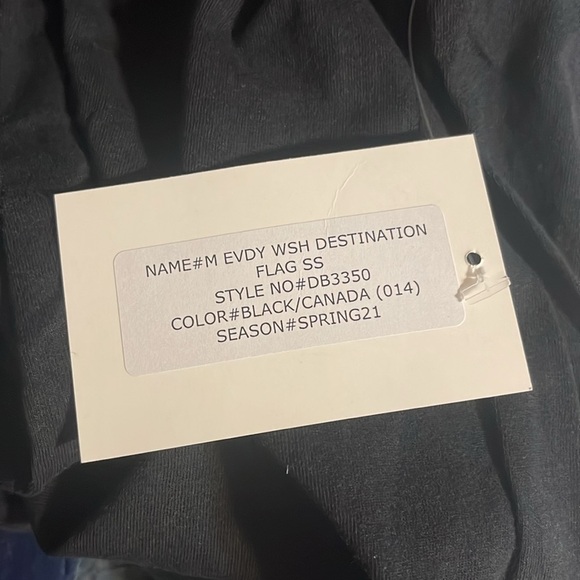 NAME#M EVDY WSH DESTINATION
FLAG SS
STYLE NO#DB3350
COLOR#BLACK/CANADA (014)
SEASON#SPRING21